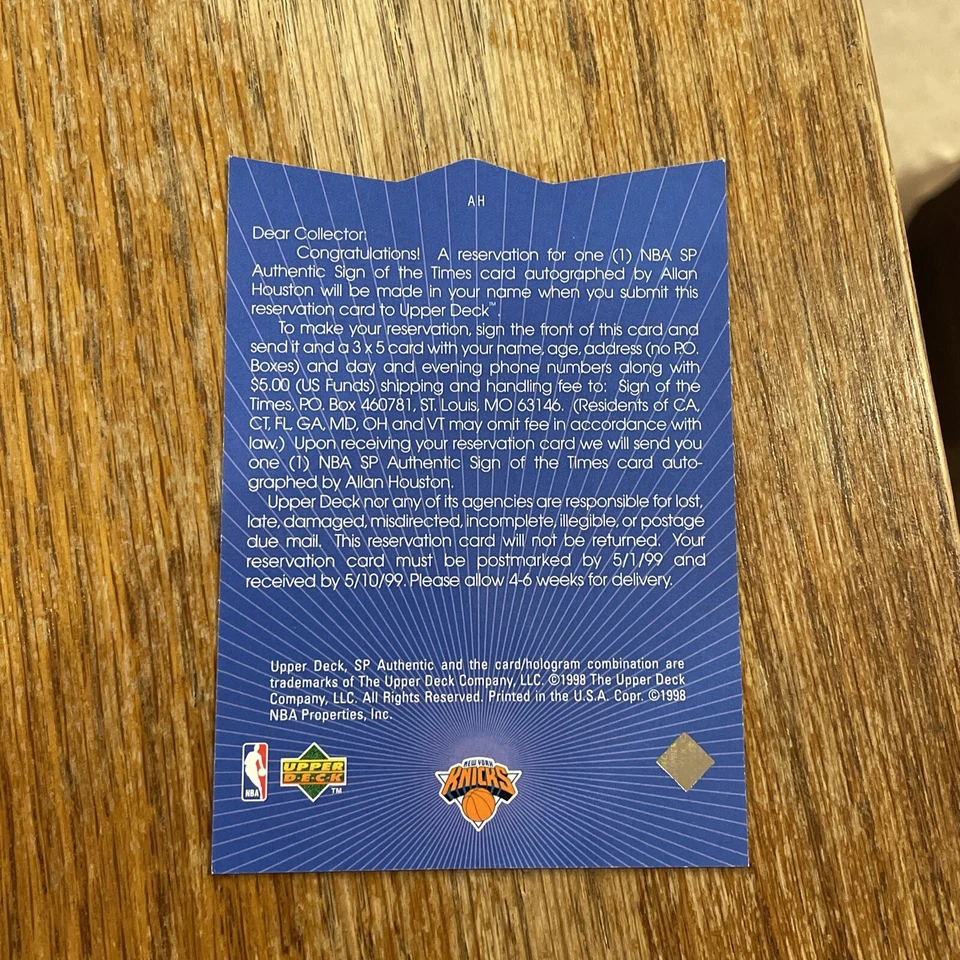 AH
Dear Collector:
Congratulations! A reservation for one (1) NBA SP
Authentic Sign of the Times card autographed by Allan
Houston will be made in your name when you submit this
reservation card to Upper Deck™.
To make your reservation, sign the front of this card and
send it and a 3 x 5 card with your name, age, address (no P.O.
Boxes) and day and evening phone numbers along with
$5.00 (US Funds) shipping and handling fee to: Sign of the
Times, P.O. Box 460781, ST. Louis, MO 63146. (Residents of CA,
CT, FL, GA, MD, OH and VT may omit fee in accordance with
law.) Upon receiving your reservation card we will send you
one (1) NBA SP Authentic Sign of the Times card auto-
graphed by Allan Houston.
Upper Deck nor any of its agencies are responsible for lost,
late, damaged, misdirected, incomplete, illegible, or postage
due mail. This reservation card will not be returned. Your
reservation card must be postmarked by 5/1/99 and
received by 5/10/99. Please allow 4-6 weeks for delivery.
Upper Deck, SP Authentic and the card/hologram combination are
trademarks of The Upper Deck Company, LLC. ©1998 The Upper Deck
Company, LLC. All Rights Reserved. Printed in the U.S.A. Copr. ©1998
NBA Properties, Inc.
NBA
UPPER
DECK
™
NEW YORK
KNICKS